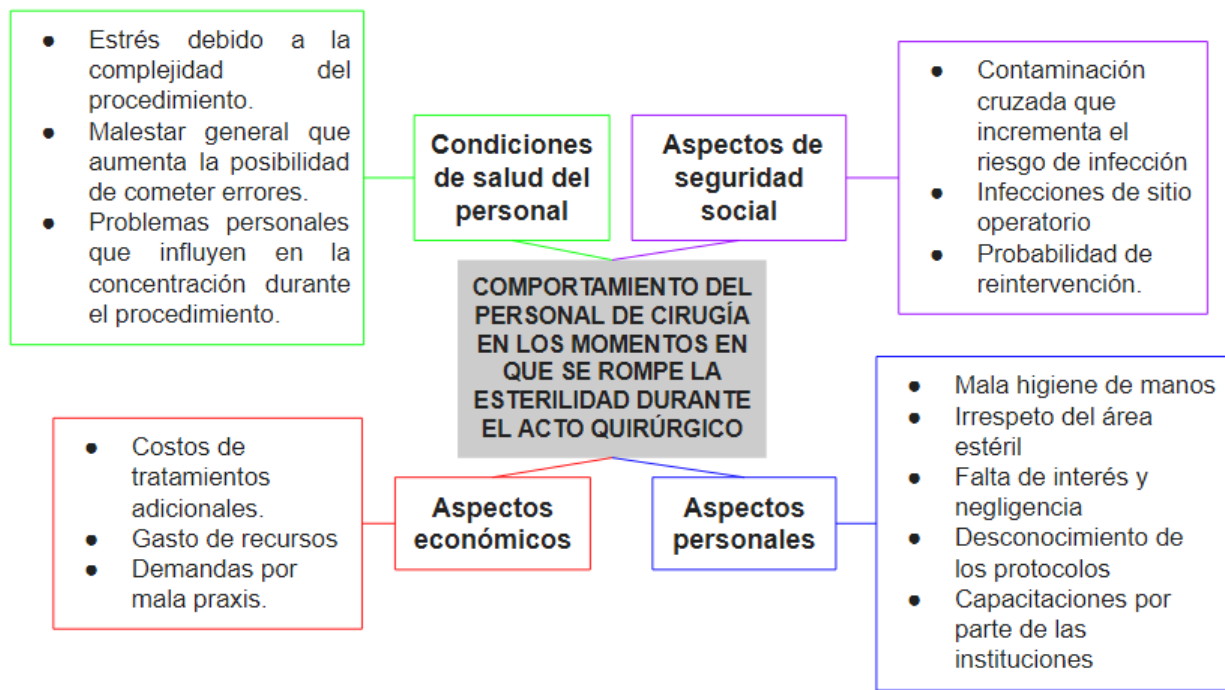 ● Estrés debido a la
complejidad del
procedimiento.
● Malestar general que
aumenta la posibilidad
de cometer errores.
● Problemas personales
que influyen en la
concentración durante
el procedimiento.
Condiciones
de salud del
personal
Aspectos de
seguridad
social
● Contaminación
cruzada que
incrementa el
riesgo de infección
● Infecciones de sitio
operatorio
● Probabilidad de
reintervención.
COMPORTAMIENTO DEL
PERSONAL DE CIRUGÍA
EN LOS MOMENTOS EN
QUE SE ROMPE LA
ESTERILIDAD DURANTE
EL ACTO QUIRÚRGICO
● Costos de
tratamientos
adicionales.
● Gasto de recursos
● Demandas por
mala praxis.
Aspectos
económicos
Aspectos
personales
● Mala higiene de manos
● Irrespeto del área
estéril
● Falta de interés y
negligencia
● Desconocimiento de
los protocolos
● Capacitaciones por
parte de las
instituciones